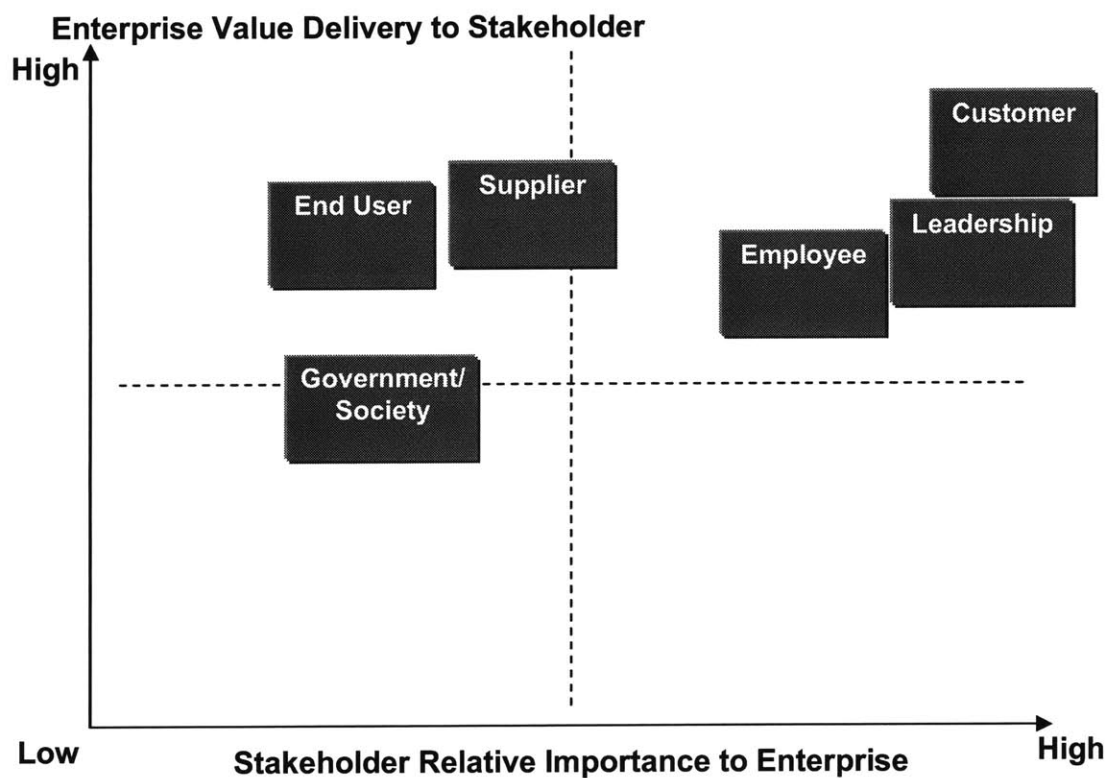 Enterprise Value Delivery to Stakeholder
High
Customer
Supplier
End User
Leadership
Employee
Government/
Society
Low
Stakeholder Relative Importance to Enterprise
High